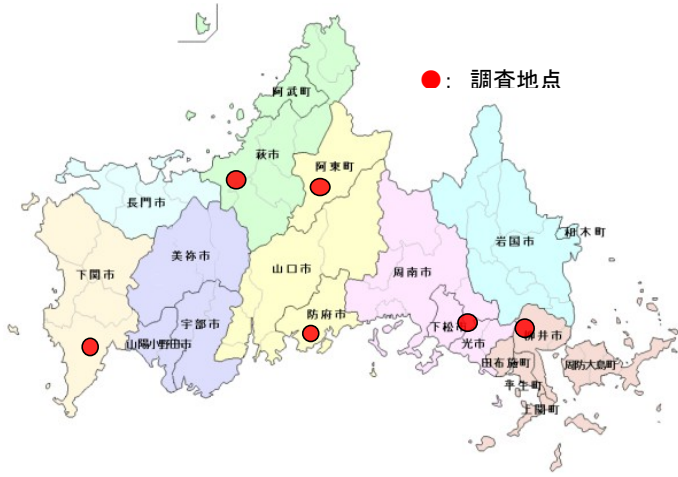 ●: 調査地点
阿武町
萩市
阿東町
長門市
美祢市
下関市
山口市
周南市
岩国市
和木町
防府市
宇部市
山陽小野田市
下松市
光市
柳井市
田布施町
周防大島町
平生町
上関町